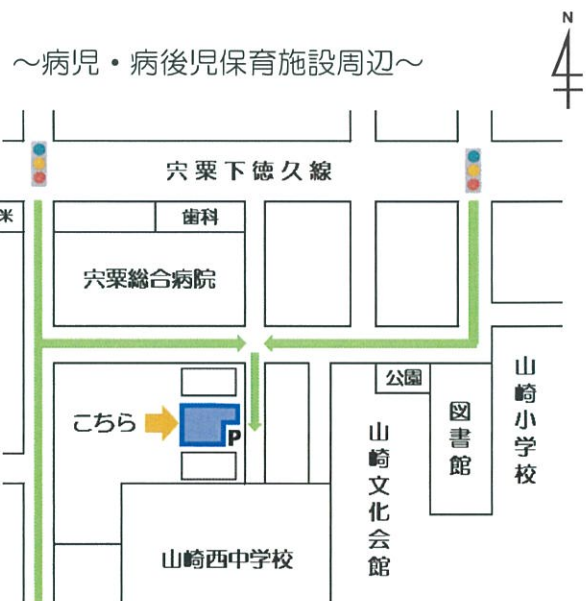 N
～病児・病後児保育施設周辺～
宍粟下徳久線
米
歯科
宍粟総合病院
公園
山崎小学校
こちら
P
図書館
山崎文化会館
山崎西中学校